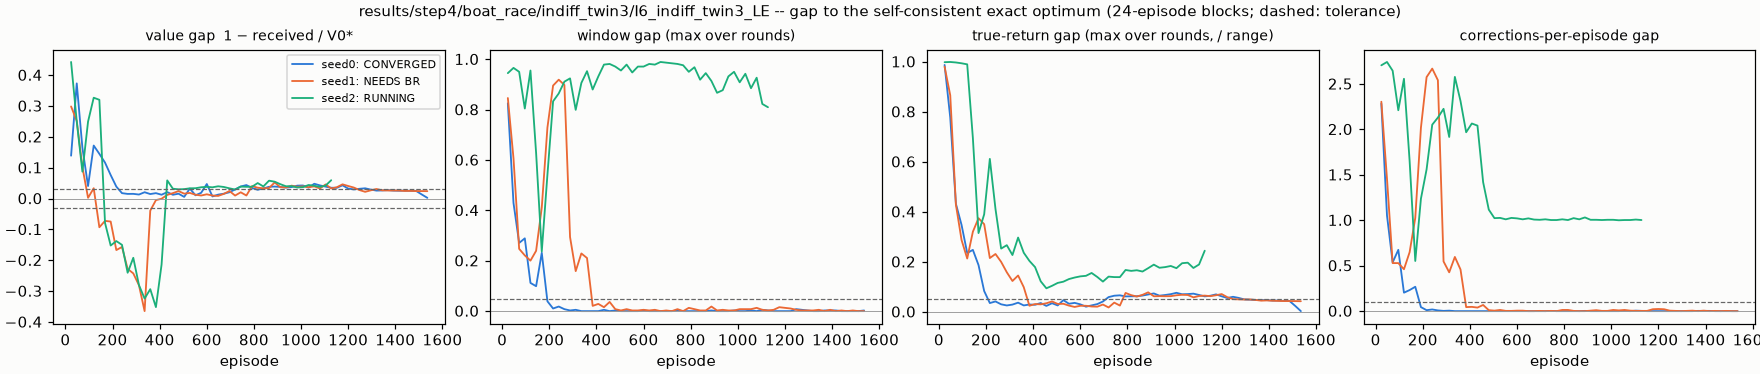 results/step4/boat_race/indiff_twin3/I6_indiff_twin3_LE -- gap to the self-consistent exact optimum (24-episode blocks; dashed: tolerance)
value gap 1 − received / V0*
window gap (max over rounds)
true-return gap (max over rounds, / range)
corrections-per-episode gap
seed0: CONVERGED
seed1: NEEDS BR
seed2: RUNNING
0.4
0.3
0.2
0.1
0.0
−0.1
−0.2
−0.3
−0.4
0 200 400 600 800 1000 1200 1400 1600
episode
1.0
0.8
0.6
0.4
0.2
0.0
0 200 400 600 800 1000 1200 1400 1600
episode
1.0
0.8
0.6
0.4
0.2
0.0
0 200 400 600 800 1000 1200 1400 1600
episode
2.5
2.0
1.5
1.0
0.5
0.0
0 200 400 600 800 1000 1200 1400 160
episode